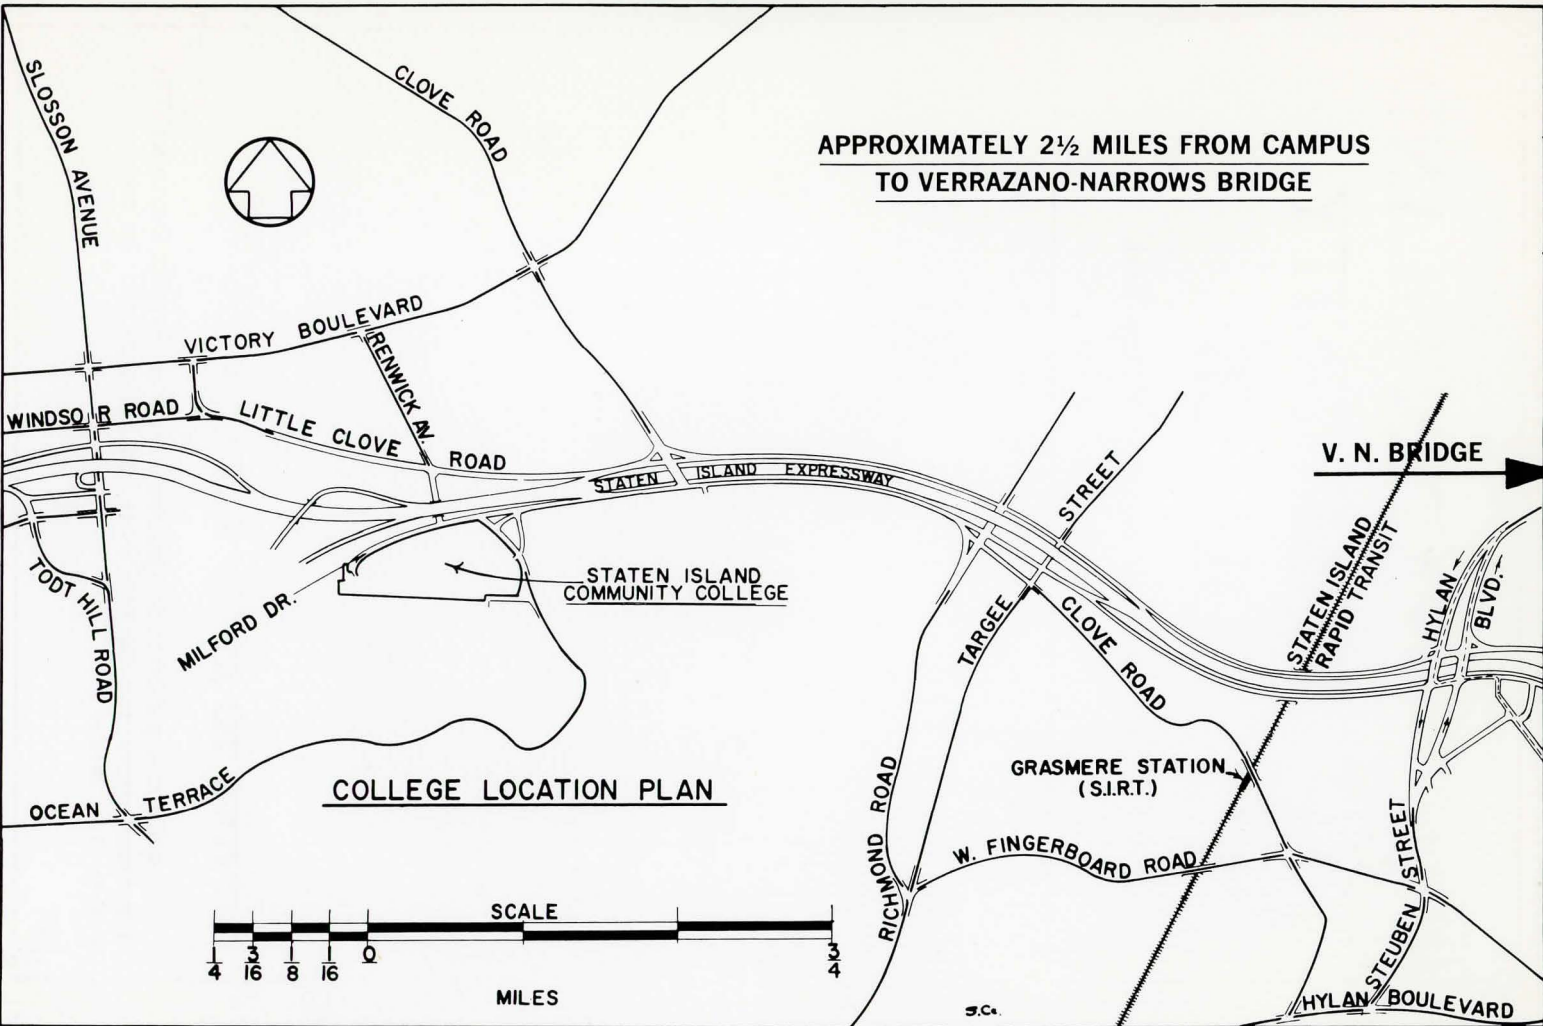 SLOSSON AVENUE
CLOVE ROAD
APPROXIMATELY 2½ MILES FROM CAMPUS
TO VERRAZANO-NARROWS BRIDGE
VICTORY BOULEVARD
RENWICK AV.
WINDSOR ROAD
LITTLE CLOVE ROAD
STATEN ISLAND EXPRESSWAY
V. N. BRIDGE
TARGEE STREET
STATEN ISLAND
RAPID TRANSIT
HYLAN BLVD.
TODT HILL ROAD
MILFORD DR.
STATEN ISLAND
COMMUNITY COLLEGE
CLOVE ROAD
OCEAN TERRACE
COLLEGE LOCATION PLAN
RICHMOND ROAD
GRASMERE STATION
(S.I.R.T.)
W. FINGERBOARD ROAD
STEUBEN STREET
HYLAN BOULEVARD
SCALE
1/4 3/16 1/8 1/16 0 3/4
MILES
S.Co.